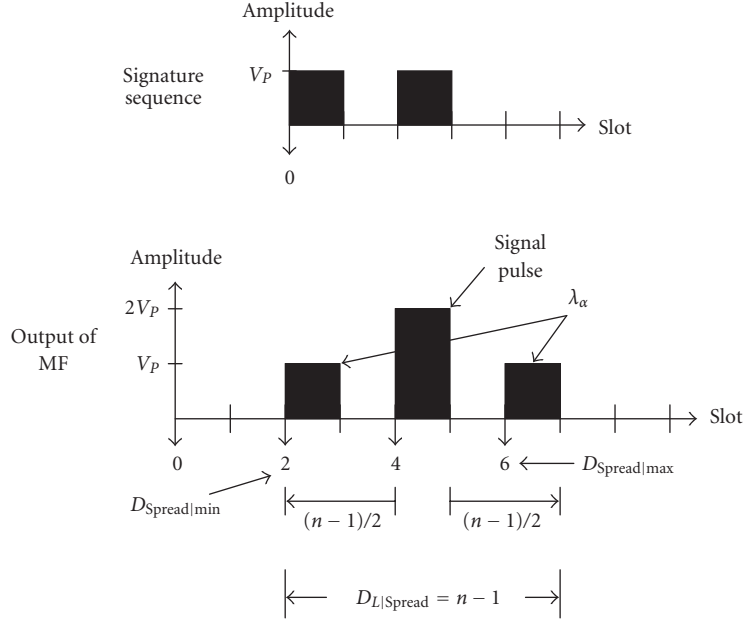 Amplitude
Signature
sequence
V_P
Slot
0
Signal
pulse
Amplitude
2V_P
λ_α
Output of
MF
V_P
Slot
0
2
4
6
D_Spread|max
D_Spread|min
(n − 1)/2
(n − 1)/2
D_L|Spread = n − 1